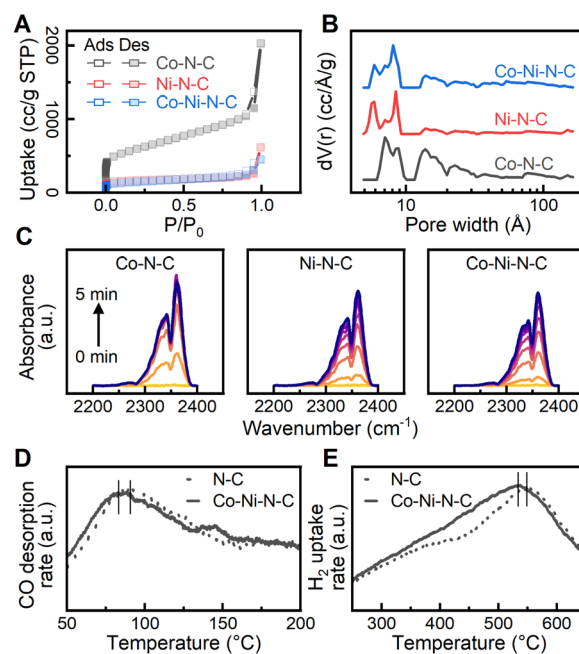 A
Ads Des
Co-N-C
Ni-N-C
Co-Ni-N-C
Uptake (cc/g STP)
0
0.0
0.5
1.0
P/P0
B
Co-Ni-N-C
Ni-N-C
Co-N-C
dV(r) (cc/Å/g)
10
100
Pore width (Å)
C
Co-N-C
Ni-N-C
Co-Ni-N-C
5 min
0 min
Absorbance
(a.u.)
2200 2300 2400
2200 2300 2400
2200 2300 2400
Wavenumber (cm-1)
D
N-C
Co-Ni-N-C
CO desorption
rate (a.u.)
50 100 150 200
Temperature (°C)
E
N-C
Co-Ni-N-C
H2 uptake
rate (a.u.)
300 400 500 600
Temperature (°C)